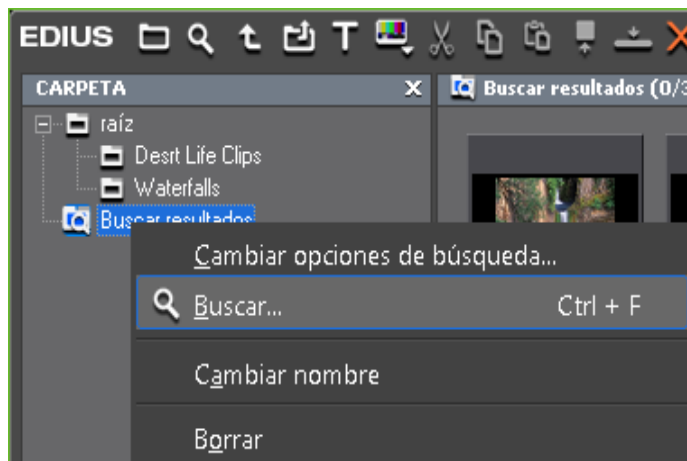 EDIUS
CARPETA
Buscar resultados (0/3
raíz
Desrt Life Clips
Waterfalls
Buscar resultados
Cambiar opciones de búsqueda...
Buscar... Ctrl + F
Cambiar nombre
Borrar